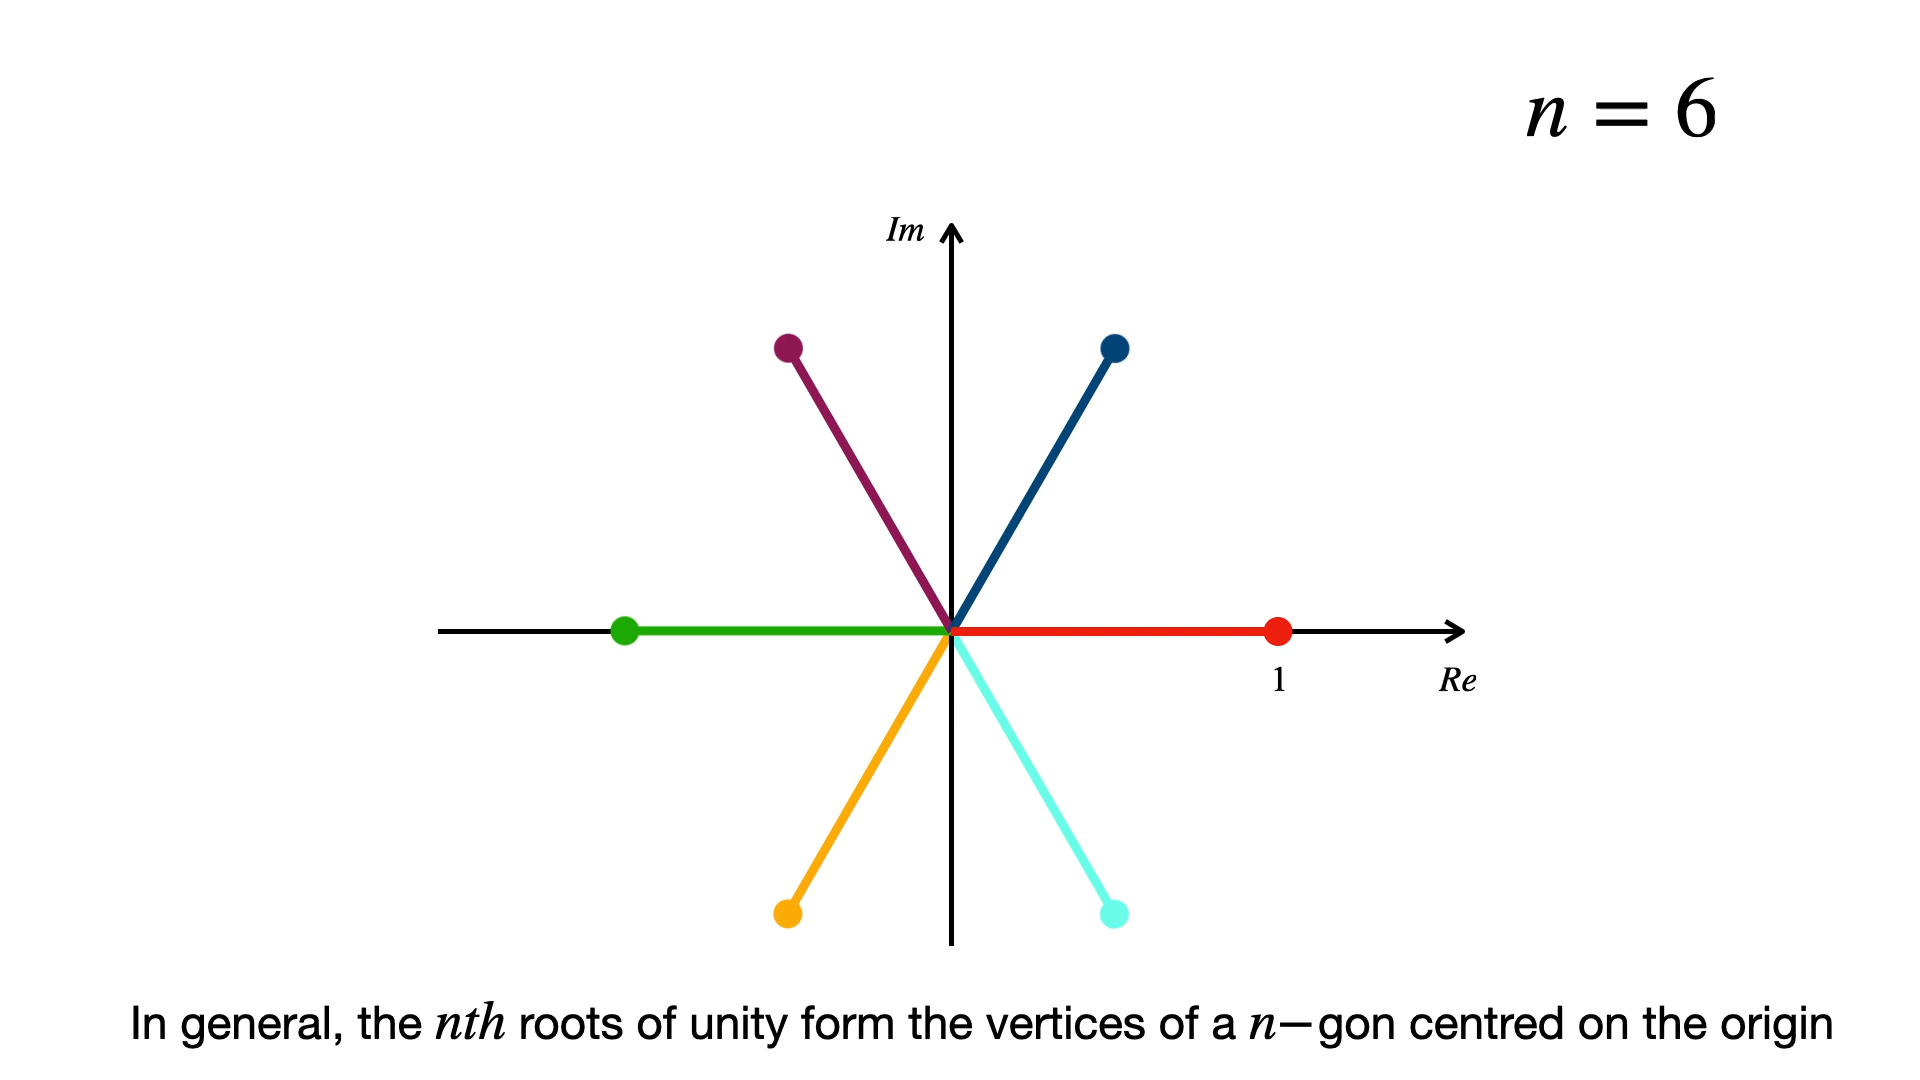 n = 6
Im
1
Re
In general, the nth roots of unity form the vertices of a n−gon centred on the origin